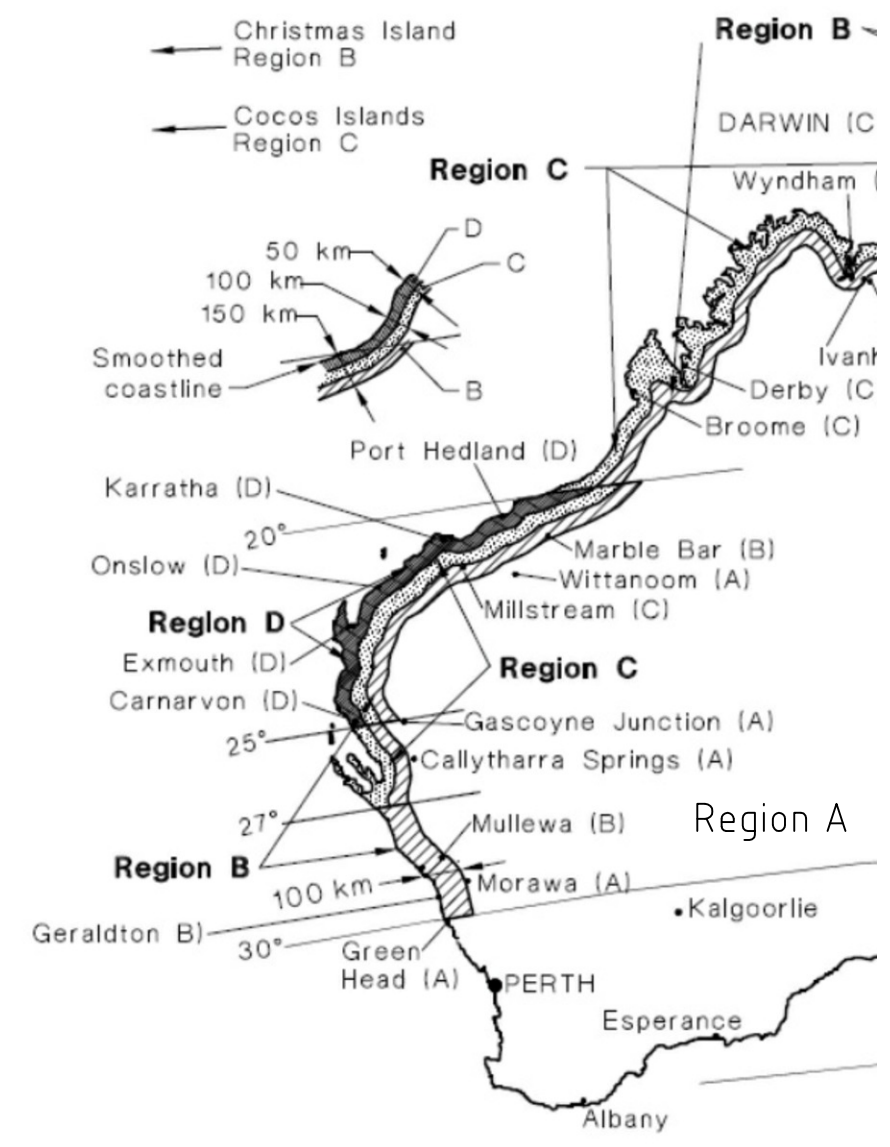 Christmas Island
Region B
Region B
Cocos Islands
Region C
DARWIN (C
Region C
Wyndham (
D
50 km
C
100 km
150 km
Smoothed
coastline
B
Ivanh
Derby (C
Broome (C)
Port Hedland (D)
Karratha (D)
20°
Onslow (D)
Marble Bar (B)
Wittanoom (A)
Millstream (C)
Region D
Exmouth (D)
Region C
Carnarvon (D)
Gascoyne Junction (A)
25°
Callytharra Springs (A)
27°
Mullewa (B)
Region A
Region B
100 km
Morawa (A)
Kalgoorlie
Geraldton B)
30°
Green
Head (A)
PERTH
Esperance
Albany